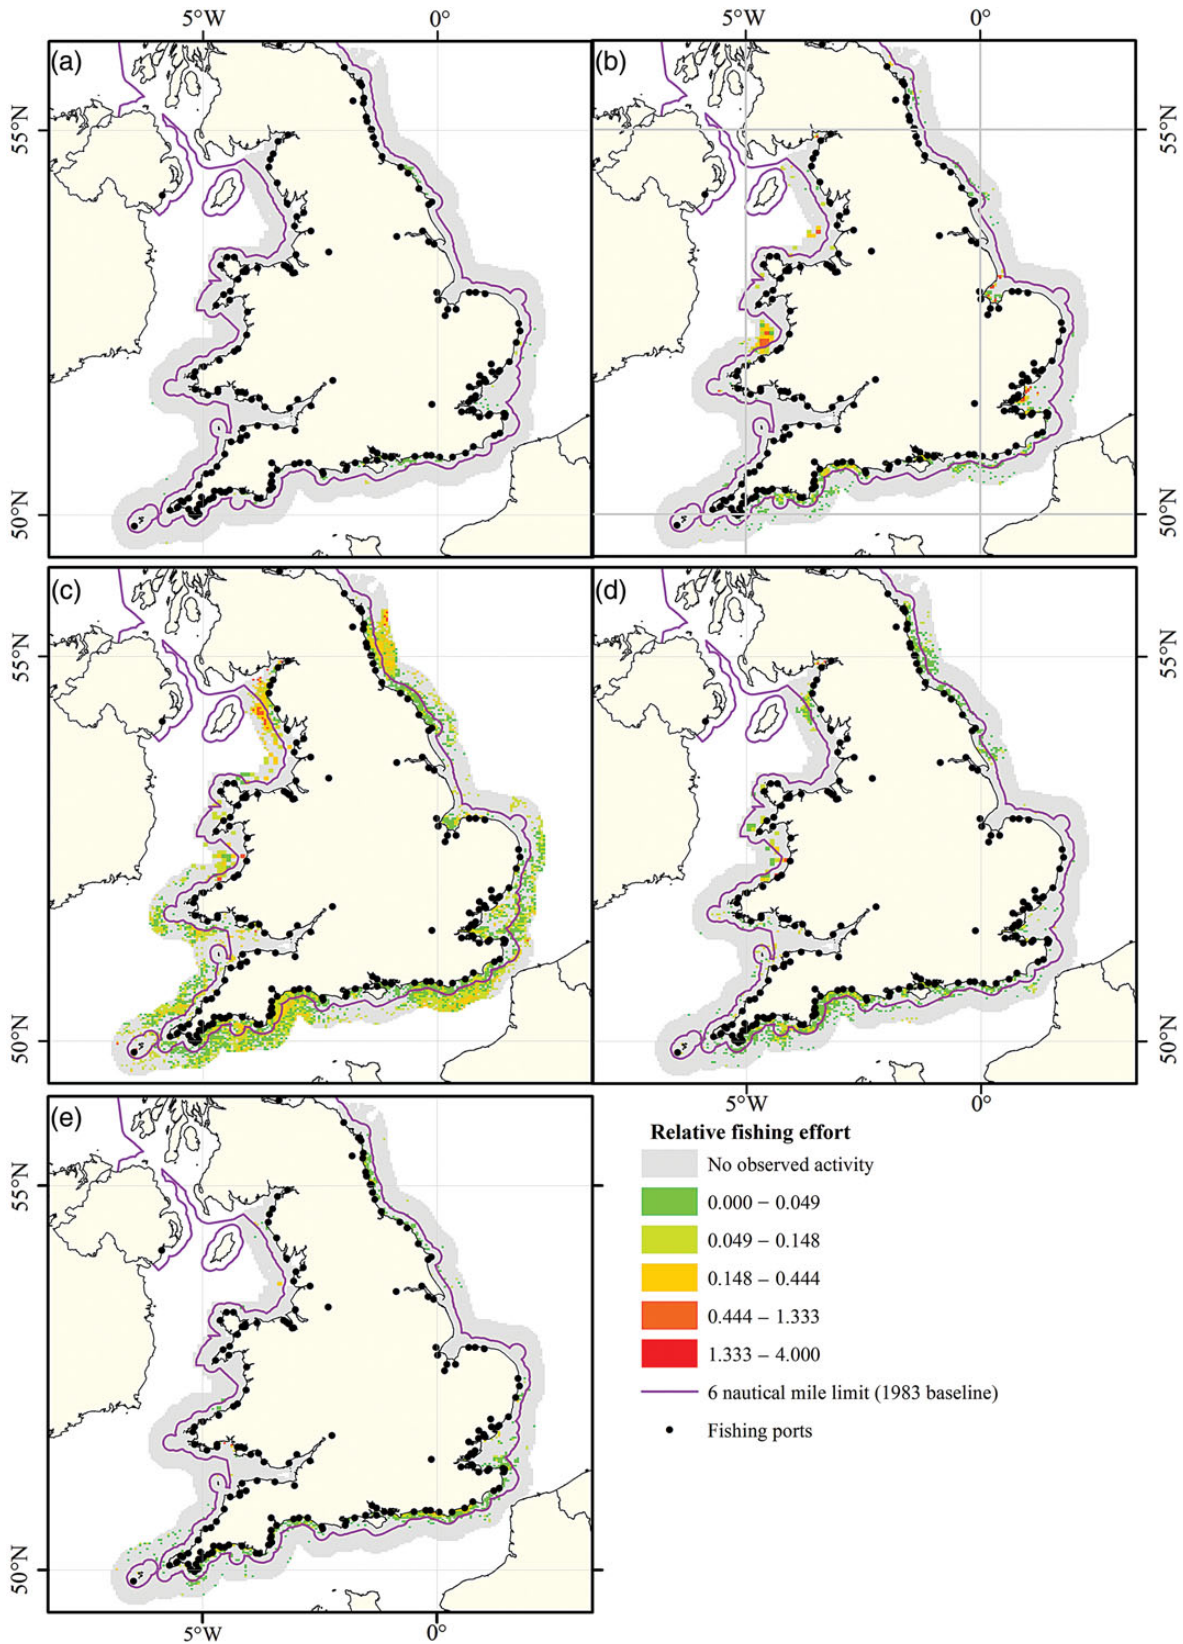 5°W 0° 5°W 0°
(a) (b)
55°N 55°N
50°N 50°N
(c) (d)
55°N 55°N
50°N 50°N
5°W 0°
(e)
55°N
50°N
5°W 0°
Relative fishing effort
No observed activity
0.000 – 0.049
0.049 – 0.148
0.148 – 0.444
0.444 – 1.333
1.333 – 4.000
6 nautical mile limit (1983 baseline)
Fishing ports